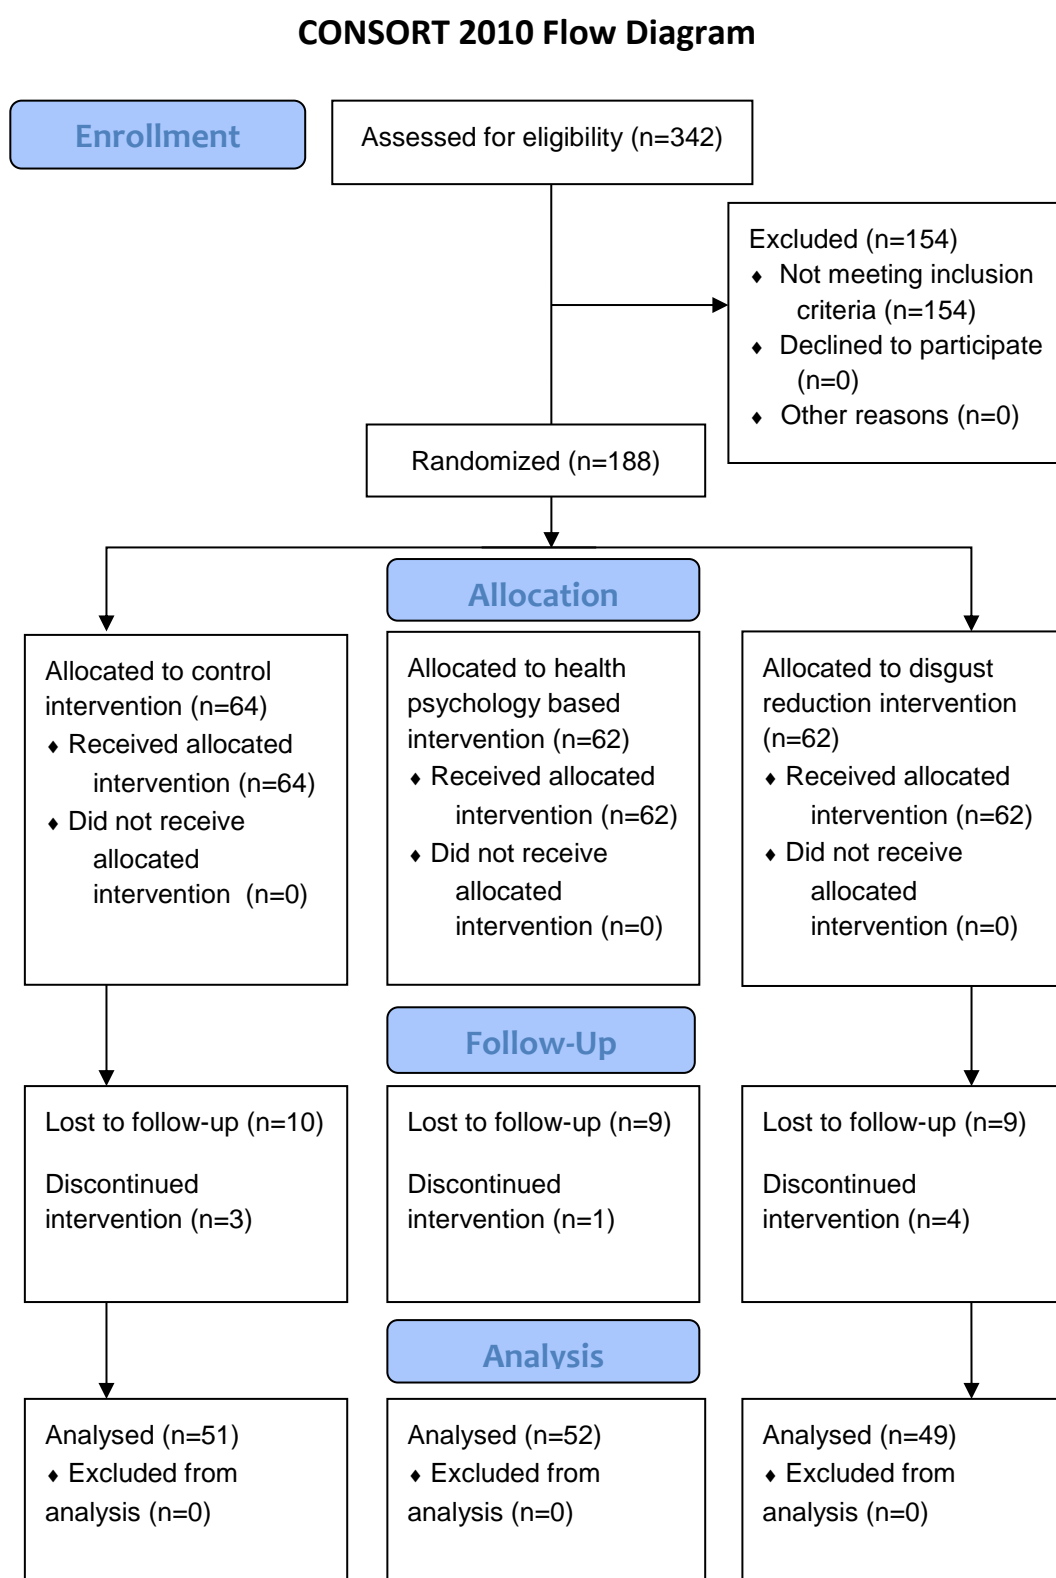 CONSORT 2010 Flow Diagram
Enrollment
Assessed for eligibility (n=342)
Excluded (n=154)
♦ Not meeting inclusion
criteria (n=154)
♦ Declined to participate
(n=0)
♦ Other reasons (n=0)
Randomized (n=188)
Allocation
Allocated to control
intervention (n=64)
♦ Received allocated
intervention (n=64)
♦ Did not receive
allocated
intervention (n=0)
Allocated to health
psychology based
intervention (n=62)
♦ Received allocated
intervention (n=62)
♦ Did not receive
allocated
intervention (n=0)
Allocated to disgust
reduction intervention
(n=62)
♦ Received allocated
intervention (n=62)
♦ Did not receive
allocated
intervention (n=0)
Follow-Up
Lost to follow-up (n=10)
Discontinued
intervention (n=3)
Lost to follow-up (n=9)
Discontinued
intervention (n=1)
Lost to follow-up (n=9)
Discontinued
intervention (n=4)
Analysis
Analysed (n=51)
♦ Excluded from
analysis (n=0)
Analysed (n=52)
♦ Excluded from
analysis (n=0)
Analysed (n=49)
♦ Excluded from
analysis (n=0)